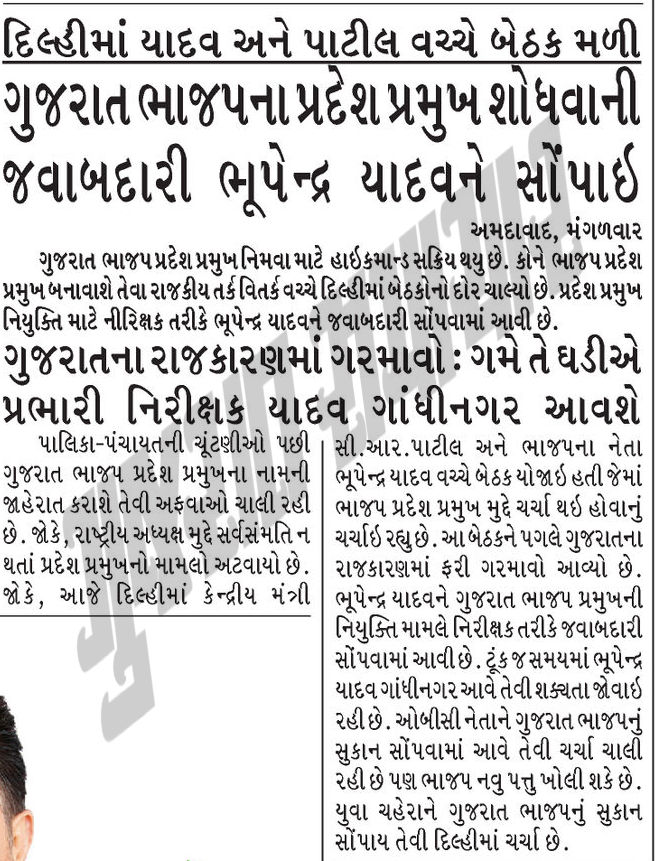 દિલ્હીમાં યાદવ અને પાટીલ વચ્ચે બેઠક મળી
ગુજરાત ભાજપના પ્રદેશ પ્રમુખ શોધવાની
જવાબદારી ભૂપેન્દ્ર યાદવને સોંપાઇ
અમદાવાદ, મંગળવાર
ગુજરાત ભાજપ પ્રદેશ પ્રમુખ નિમવા માટે હાઇકમાન્ડ સક્રિય થયુ છે. કોને ભાજપ પ્રદેશ
પ્રમુખ બનાવાશે તેવા રાજકીય તર્ક વિતર્ક વચ્ચે દિલ્હીમાં બેઠકોનો દોર ચાલ્યો છે. પ્રદેશ પ્રમુખ
નિયુક્તિ માટે નીરિક્ષક તરીકે ભૂપેન્દ્ર યાદવને જવાબદારી સોંપવામાં આવી છે.
ગુજરાતના રાજકારણમાં ગરમાવો : ગમે તે ઘડીએ
પ્રભારી નિરીક્ષક યાદવ ગાંધીનગર આવશે
પાલિકા-પંચાયતની ચૂંટણીઓ પછી
ગુજરાત ભાજપ પ્રદેશ પ્રમુખના નામની
જાહેરાત કરાશે તેવી અફવાઓ ચાલી રહી
છે. જોકે, રાષ્ટ્રીય અધ્યક્ષ મુદ્દે સર્વસંમતિ ન
થતાં પ્રદેશ પ્રમુખનો મામલો અટવાયો છે.
જોકે, આજે દિલ્હીમાં કેન્દ્રીય મંત્રી
સી.આર.પાટીલ અને ભાજપના નેતા
ભૂપેન્દ્ર યાદવ વચ્ચે બેઠક યોજાઇ હતી જેમાં
ભાજપ પ્રદેશ પ્રમુખ મુદ્દે ચર્ચા થઇ હોવાનું
ચર્ચાઇ રહ્યુ છે. આ બેઠકને પગલે ગુજરાતના
રાજકારણમાં ફરી ગરમાવો આવ્યો છે.
ભૂપેન્દ્ર યાદવને ગુજરાત ભાજપ પ્રમુખની
નિયુક્તિ મામલે નિરીક્ષક તરીકે જવાબદારી
સોંપવામાં આવી છે. ટૂંક જ સમયમાં ભૂપેન્દ્ર
યાદવ ગાંધીનગર આવે તેવી શક્યતા જોવાઇ
રહી છે. ઓબીસી નેતાને ગુજરાત ભાજપનું
સુકાન સોંપવામાં આવે તેવી ચર્ચા ચાલી
રહી છે પણ ભાજપ નવુ પત્તુ ખોલી શકે છે.
યુવા ચહેરાને ગુજરાત ભાજપનું સુકાન
સોંપાય તેવી દિલ્હીમાં ચર્ચા છે.
ગુજરાત સમાચાર